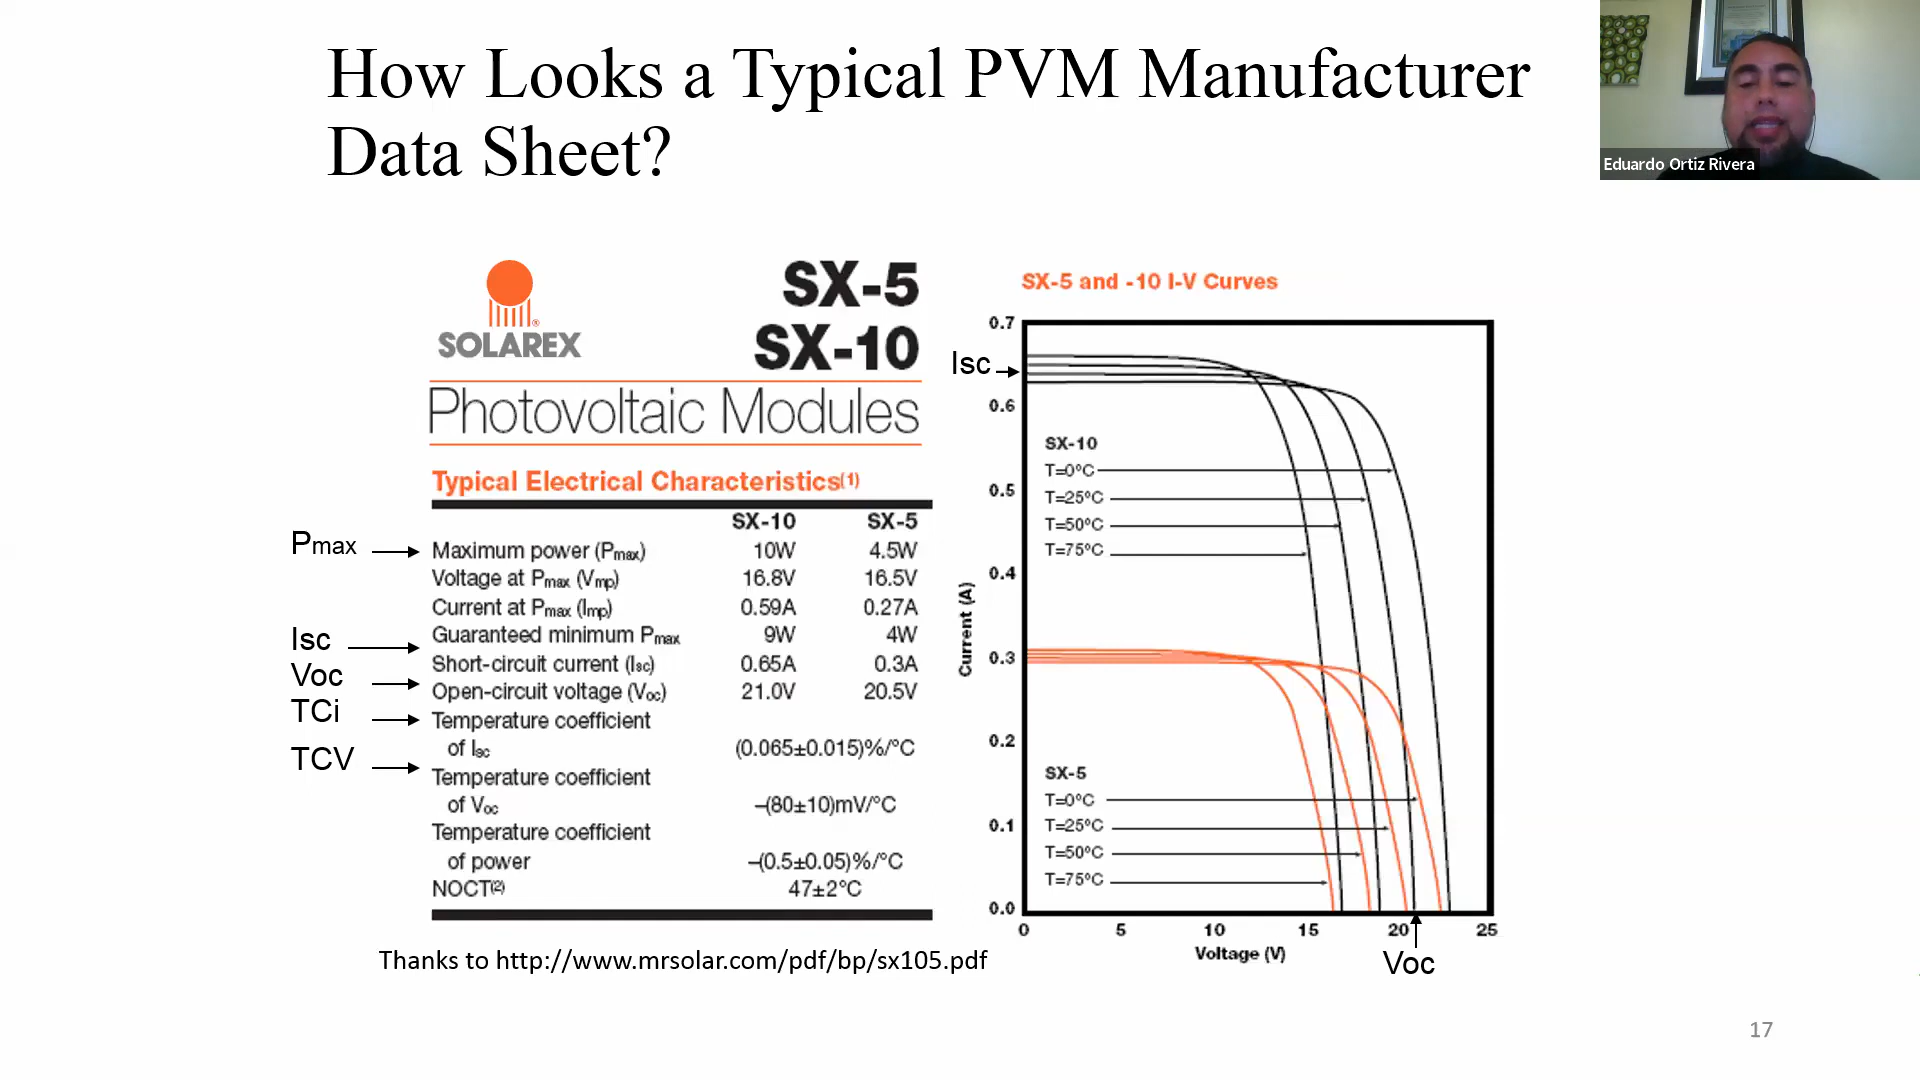 How Looks a Typical PVM Manufacturer
Data Sheet?
Eduardo Ortiz Rivera
SOLAREX
®
SX-5
SX-10
Photovoltaic Modules
Typical Electrical Characteristics(1)
SX-10 SX-5
Pmax
Maximum power (Pmax) 10W 4.5W
Voltage at Pmax (Vmp) 16.8V 16.5V
Current at Pmax (Imp) 0.59A 0.27A
Guaranteed minimum Pmax 9W 4W
Isc
Short-circuit current (Isc) 0.65A 0.3A
Voc
Open-circuit voltage (Voc) 21.0V 20.5V
TCi
Temperature coefficient
of Isc (0.065±0.015)%/°C
TCV
Temperature coefficient
of Voc –(80±10)mV/°C
Temperature coefficient
of power –(0.5±0.05)%/°C
NOCT(2) 47±2°C
Thanks to http://www.mrsolar.com/pdf/bp/sx105.pdf
SX-5 and -10 I-V Curves
Isc
0.7
0.6
0.5
0.4
0.3
0.2
0.1
0.0
Current (A)
SX-10
T=0°C
T=25°C
T=50°C
T=75°C
SX-5
T=0°C
T=25°C
T=50°C
T=75°C
0 5 10 15 20 25
Voltage (V)
Voc
17